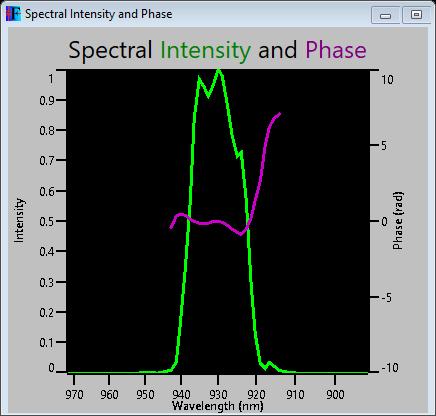 Spectral Intensity and Phase
Spectral Intensity and Phase
1
0.9
0.8
0.7
0.6
0.5
0.4
0.3
0.2
0.1
0
Intensity
10
5
0
-5
-10
Phase (rad)
970 960 950 940 930 920 910 900
Wavelength (nm)